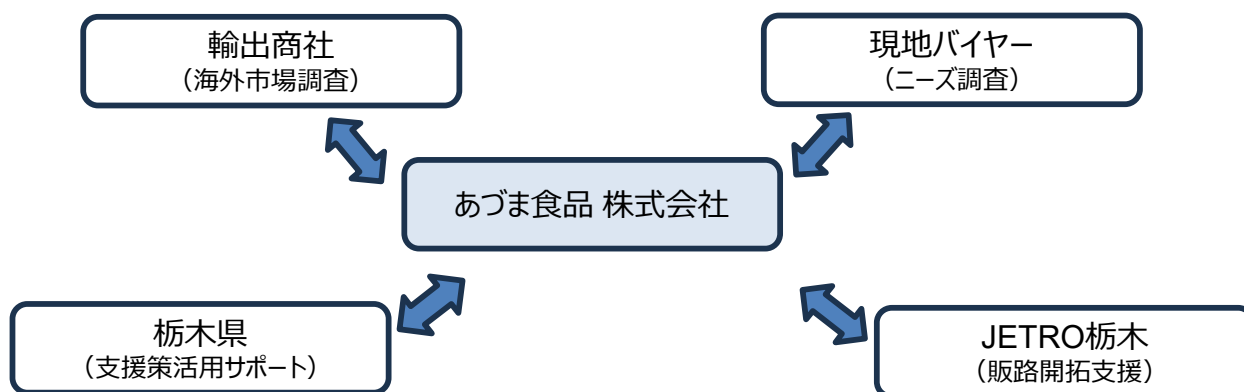 輸出商社
（海外市場調査）
現地バイヤー
（ニーズ調査）
あづま食品 株式会社
栃木県
（支援策活用サポート）
JETRO栃木
（販路開拓支援）